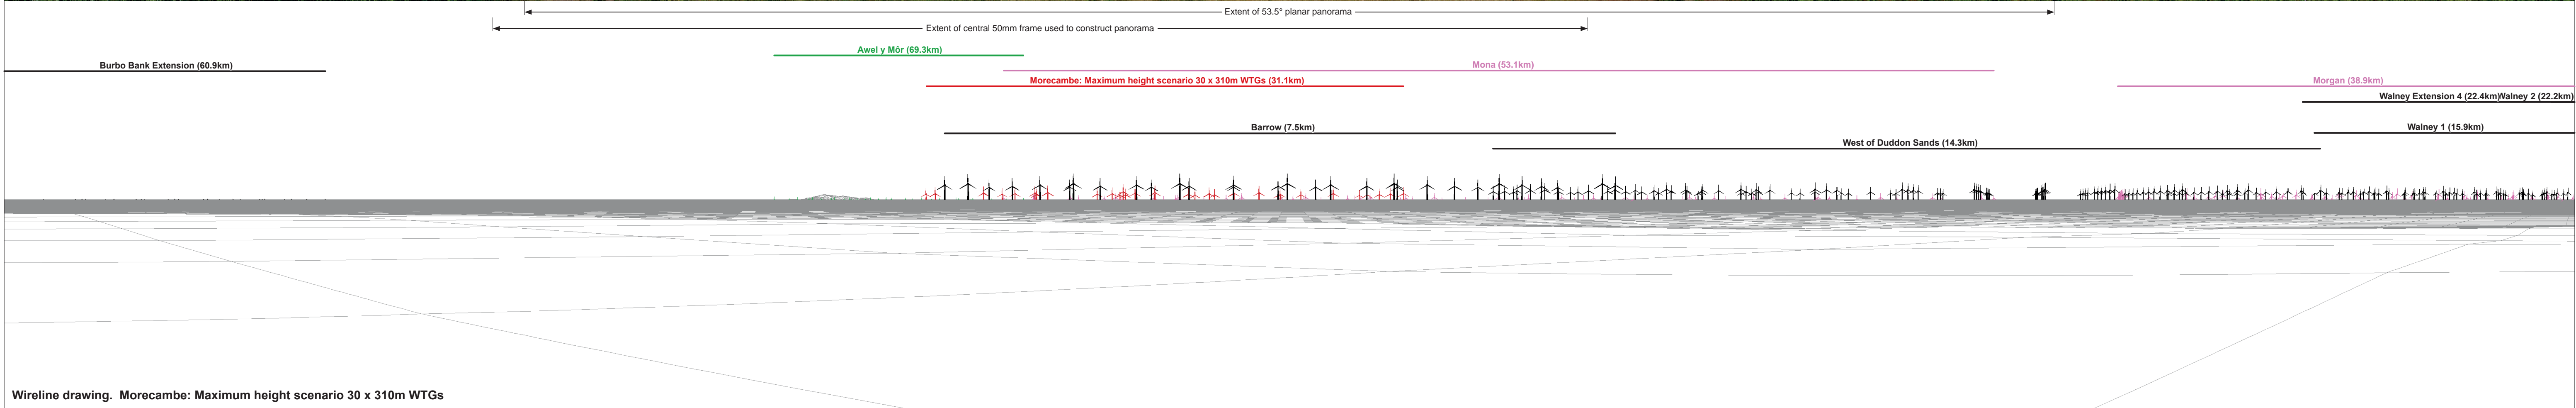 Extent of 53.5° planar panorama
Extent of central 50mm frame used to construct panorama
Awel y Môr (69.3km)
Burbo Bank Extension (60.9km)
Mona (53.1km)
Morecambe: Maximum height scenario 30 x 310m WTGs (31.1km)
Morgan (38.9km)
Walney Extension 4 (22.4km)
Walney 2 (22.2km)
Barrow (7.5km)
Walney 1 (15.9km)
West of Duddon Sands (14.3km)
Wireline drawing. Morecambe: Maximum height scenario 30 x 310m WTGs